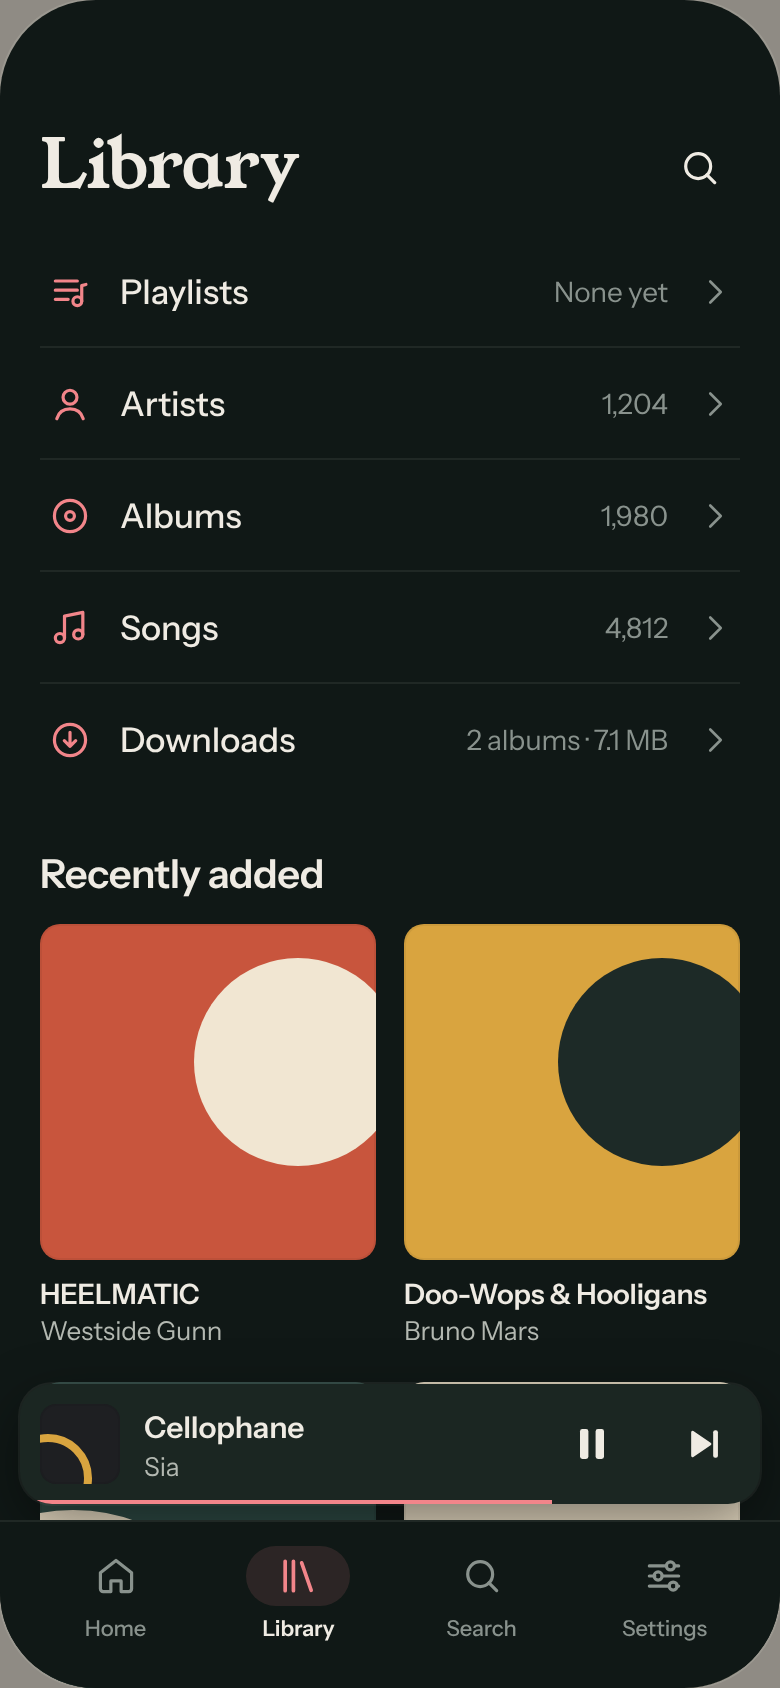 Library
Playlists None yet
Artists 1,204
Albums 1,980
Songs 4,812
Downloads 2 albums · 7.1 MB
Recently added
HEELMATIC
Westside Gunn
Doo-Wops & Hooligans
Bruno Mars
Cellophane
Sia
Home Library Search Settings